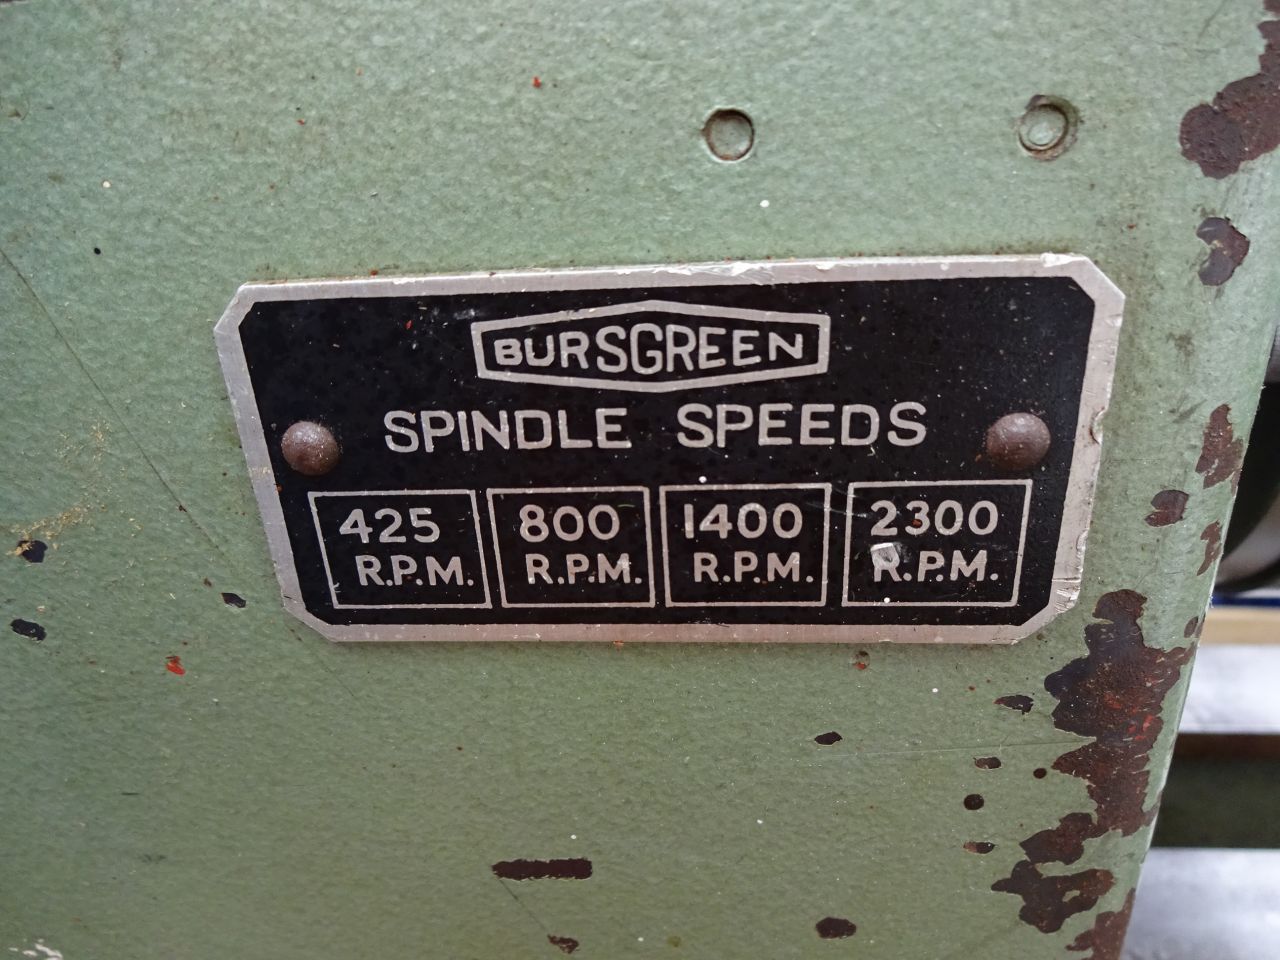 BURSGREEN
SPINDLE SPEEDS
425 800 1400 2300
R.P.M. R.P.M. R.P.M. R.P.M.